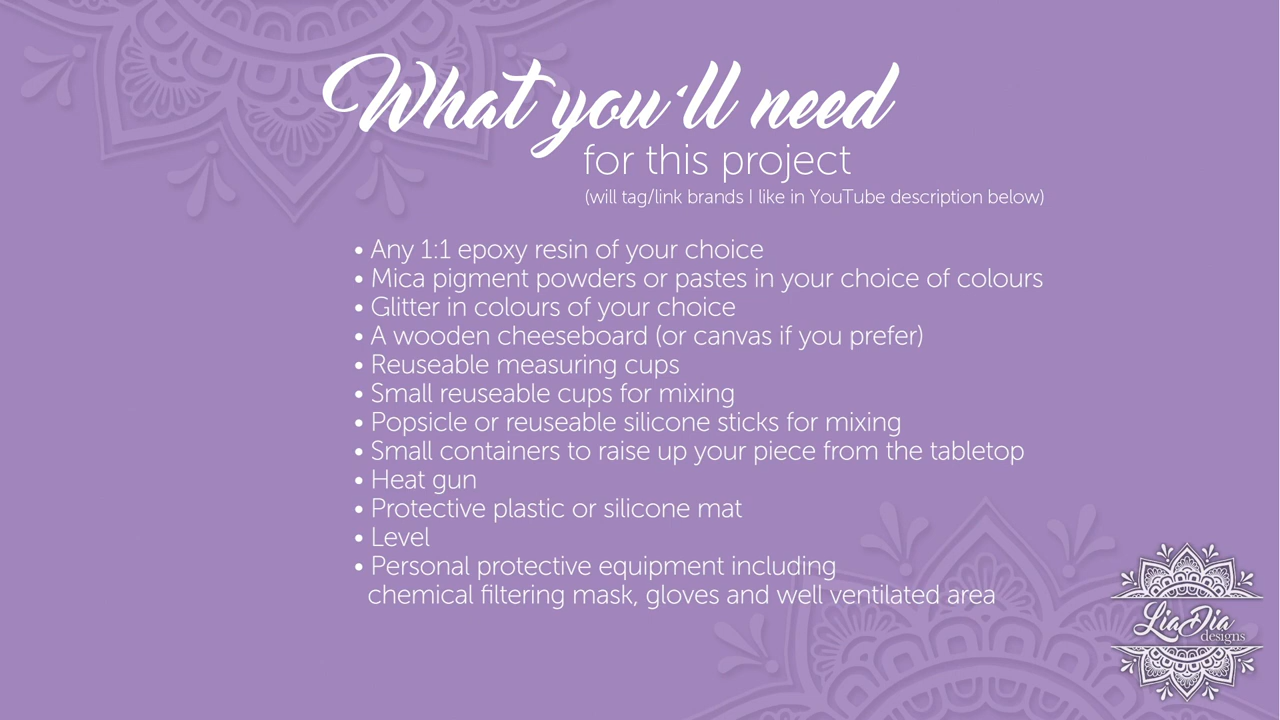 What you'll need
for this project
(will tag/link brands I like in YouTube description below)
• Any 1:1 epoxy resin of your choice
• Mica pigment powders or pastes in your choice of colours
• Glitter in colours of your choice
• A wooden cheeseboard (or canvas if you prefer)
• Reuseable measuring cups
• Small reuseable cups for mixing
• Popsicle or reuseable silicone sticks for mixing
• Small containers to raise up your piece from the tabletop
• Heat gun
• Protective plastic or silicone mat
• Level
• Personal protective equipment including
chemical filtering mask, gloves and well ventilated area
LiaDia
designs